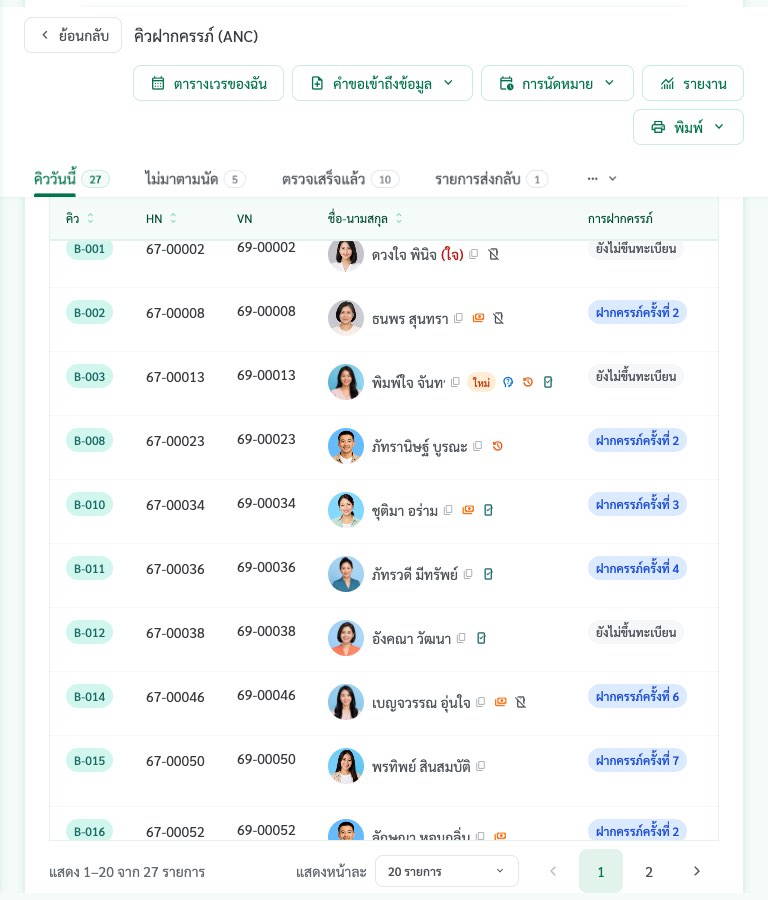 ย้อนกลับ คิวฝากครรภ์ (ANC)
ตารางเวรของฉัน คำขอเข้าถึงข้อมูล การนัดหมาย รายงาน
พิมพ์
คิววันนี้ 27 ไม่มาตามนัด 5 ตรวจเสร็จแล้ว 10 รายการส่งกลับ 1 ...
คิว HN VN ชื่อ-นามสกุล การฝากครรภ์
B-001 67-00002 69-00002 ดวงใจ พินิจ (ใจ) ยังไม่ขึ้นทะเบียน
B-002 67-00008 69-00008 ธนพร สุนทรา ฝากครรภ์ครั้งที่ 2
B-003 67-00013 69-00013 พิมพ์ใจ ใหม่ ยังไม่ขึ้นทะเบียน
B-008 67-00023 69-00023 ภัทรานิษฐ์ บูรณะ ฝากครรภ์ครั้งที่ 2
B-010 67-00034 69-00034 ชุติมา อร่าม ฝากครรภ์ครั้งที่ 3
B-011 67-00036 69-00036 ภัทรวดี มีทรัพย์ ฝากครรภ์ครั้งที่ 4
B-012 67-00038 69-00038 อังคณา วัฒนา ยังไม่ขึ้นทะเบียน
B-014 67-00046 69-00046 เบญจวรรณ อุ่นใจ ฝากครรภ์ครั้งที่ 6
B-015 67-00050 69-00050 พรทิพย์ สินสมบัติ ฝากครรภ์ครั้งที่ 7
B-016 67-00052 69-00052 ฝากครรภ์ครั้งที่ 2
แสดง 1–20 จาก 27 รายการ แสดงหน้าละ 20 รายการ 1 2